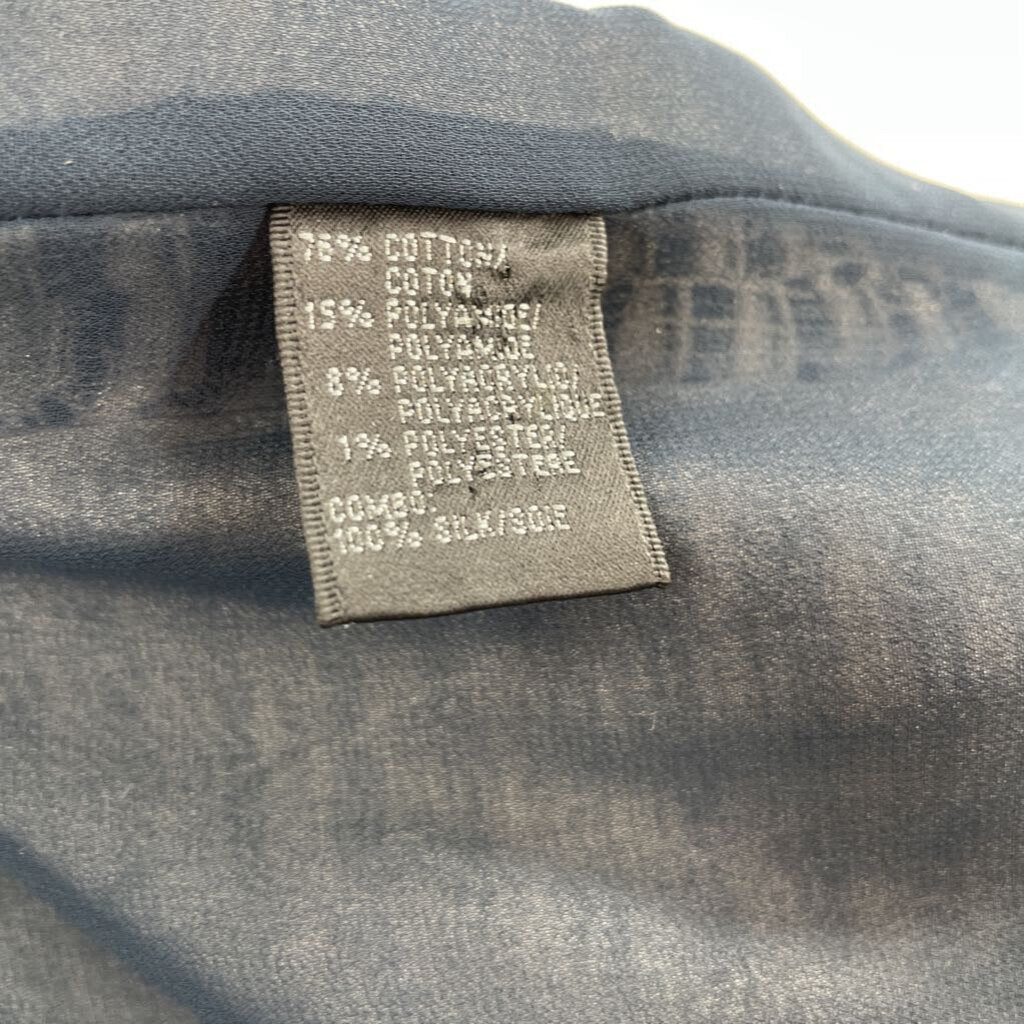 76% COTTON/
COTON
15% POLYAMIDE/
POLYAMIDE
8% POLYACRYLIC/
POLYACRYLIQUE
1% POLYESTER/
POLYESTERE
COMBO:
100% SILK/SOIE